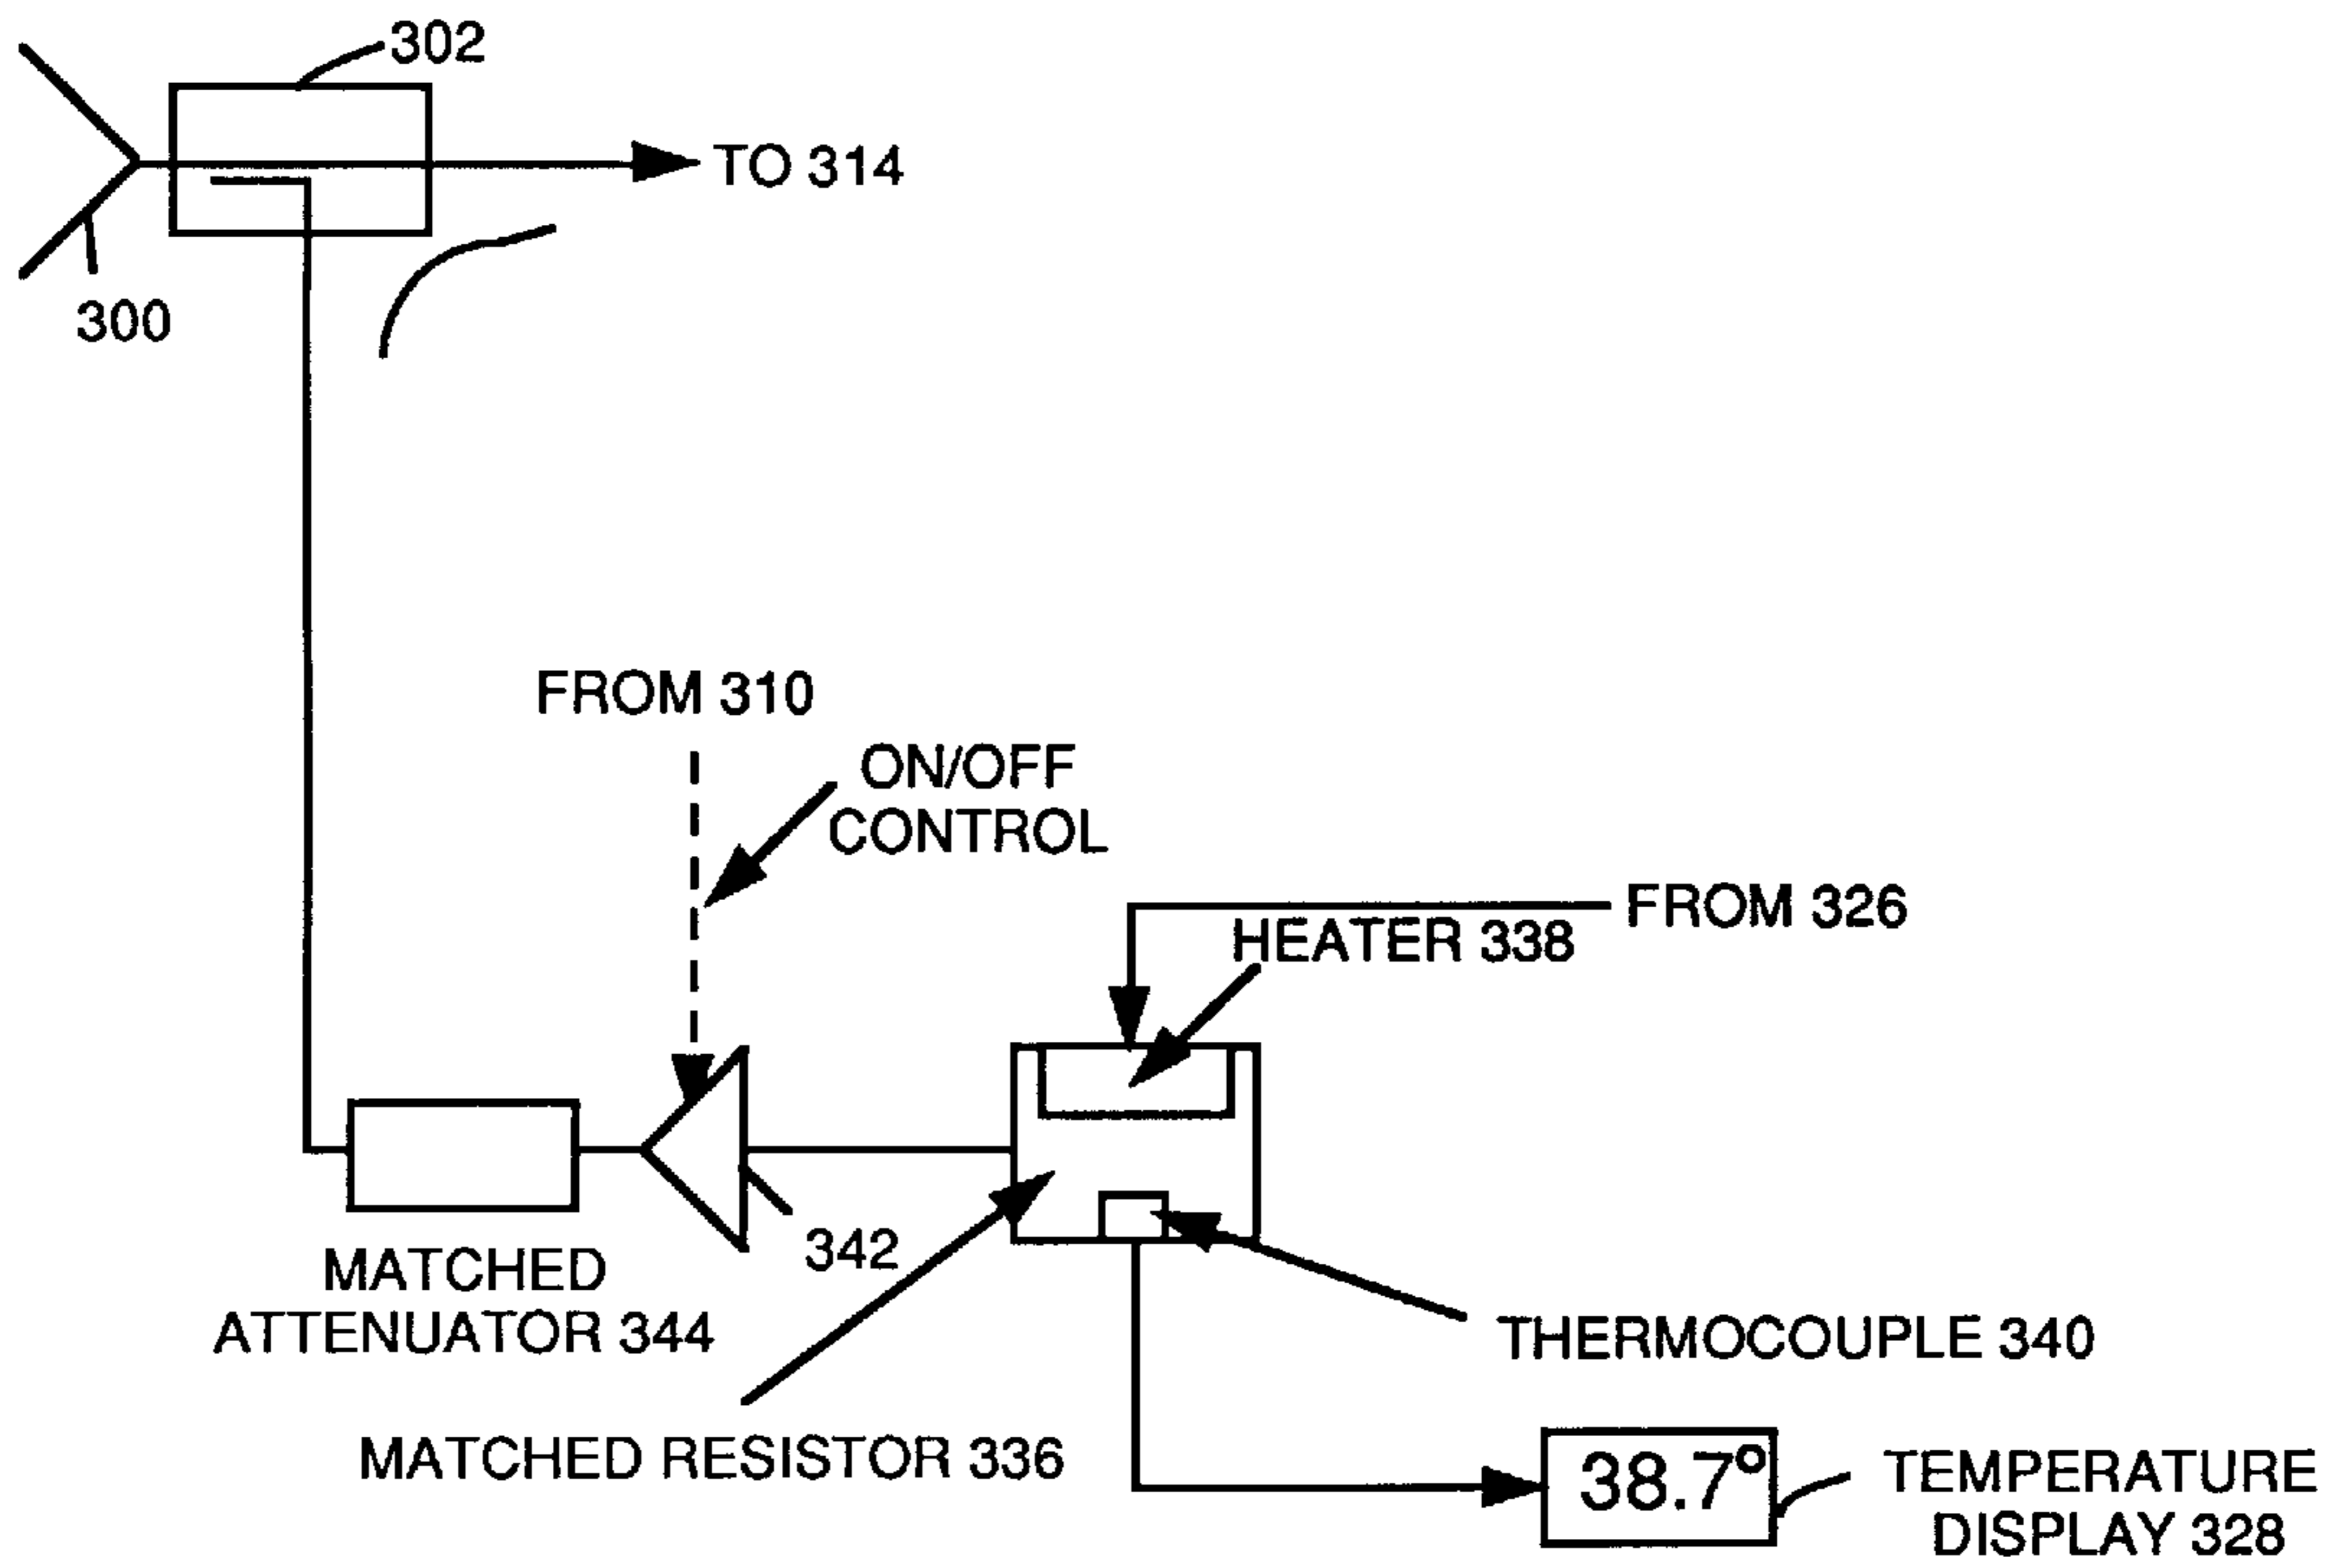 302
TO 314
300
FROM 310
ON/OFF
CONTROL
FROM 326
HEATER 338
342
MATCHED
ATTENUATOR 344
THERMOCOUPLE 340
MATCHED RESISTOR 336
38.7°
TEMPERATURE
DISPLAY 328